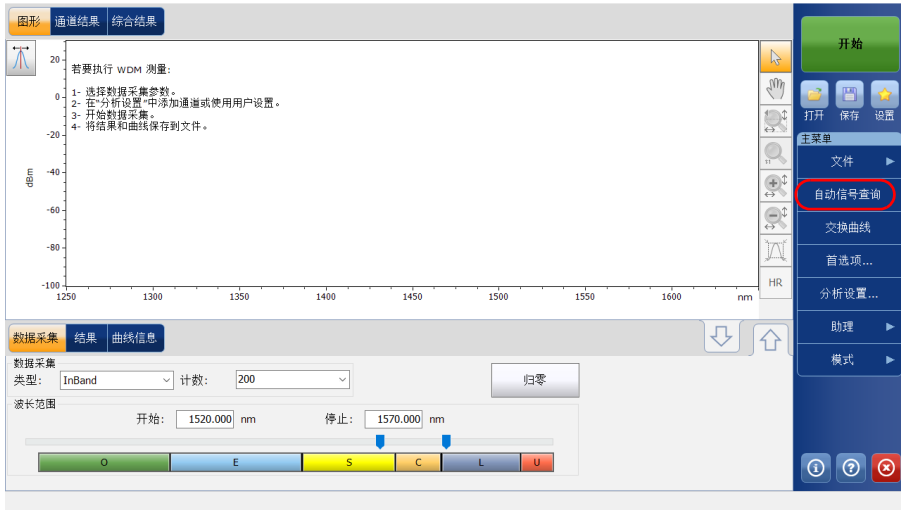 图形 通道结果 综合结果
若要执行 WDM 测量:
1- 选择数据采集参数。
2- 在"分析设置"中添加通道或使用用户设置。
3- 开始数据采集。
4- 将结果和曲线保存到文件。
20
0
-20
-40
-60
-80
-100
dBm
1250 1300 1350 1400 1450 1500 1550 1600 nm
1:1
HR
开始
打开 保存 设置
主菜单
文件
自动信号查询
交换曲线
首选项...
分析设置...
助理
模式
数据采集 结果 曲线信息
数据采集
类型: InBand 计数: 200 归零
波长范围
开始: 1520.000 nm 停止: 1570.000 nm
O E S C L U